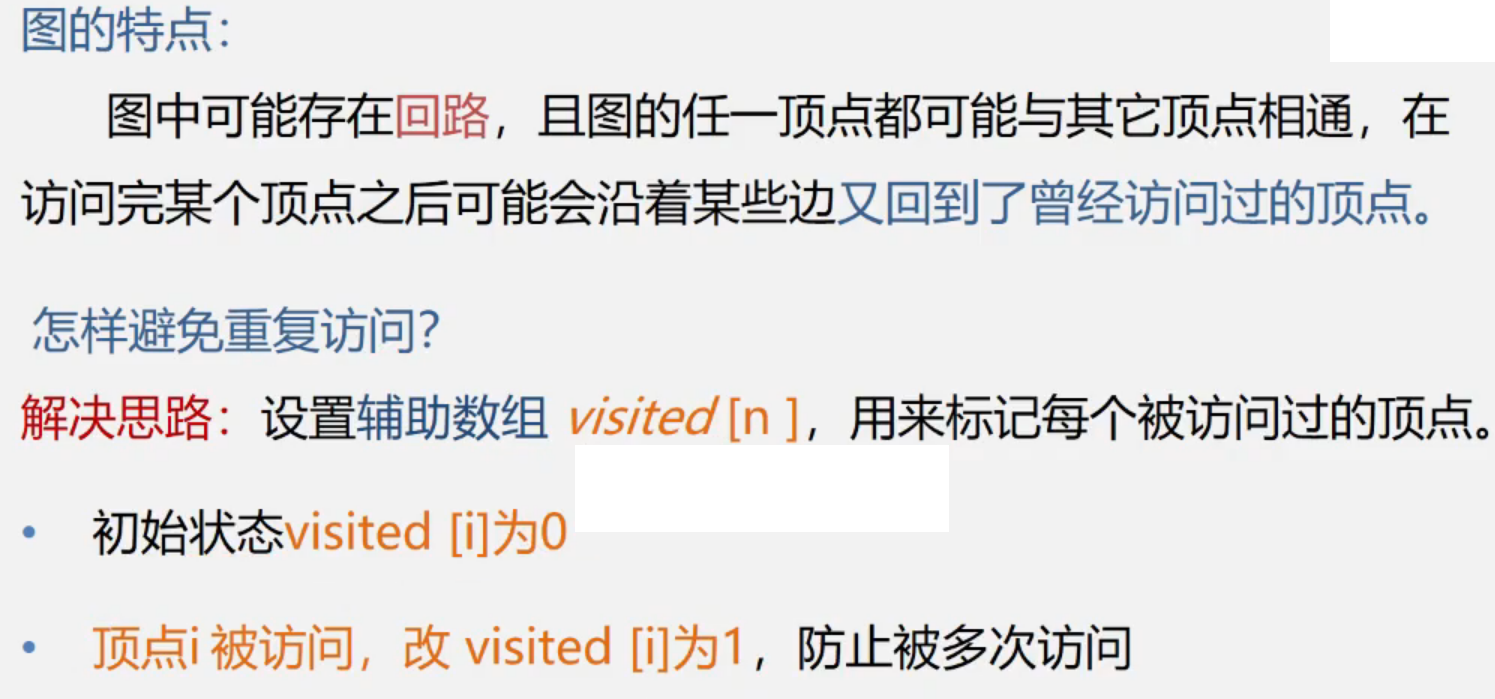 图的特点：
图中可能存在回路，且图的任一顶点都可能与其它顶点相通，在
访问完某个顶点之后可能会沿着某些边又回到了曾经访问过的顶点。
怎样避免重复访问？
解决思路：设置辅助数组 visited [n ]，用来标记每个被访问过的顶点。
• 初始状态visited [i]为0
• 顶点i 被访问，改 visited [i]为1，防止被多次访问